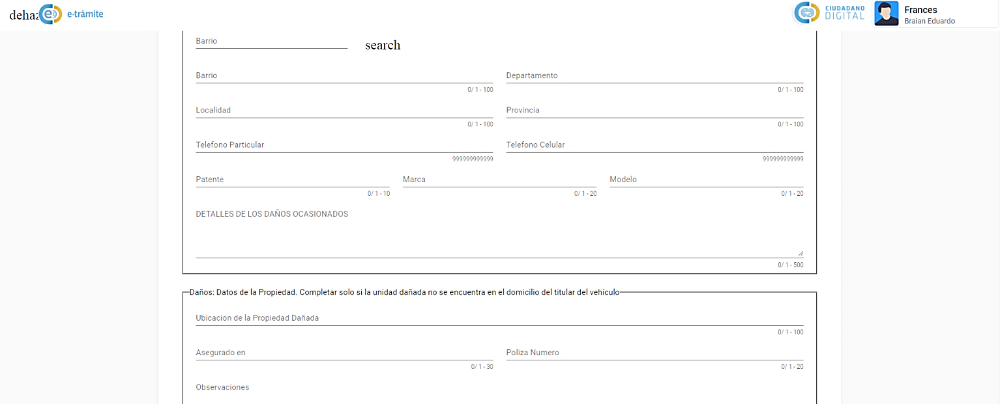 dehaz e-trámite
CIUDADANO DIGITAL
Frances
Braian Eduardo
Barrio
search
Barrio
0/ 1 - 100
Departamento
0/ 1 - 100
Localidad
0/ 1 - 100
Provincia
0/ 1 - 100
Telefono Particular
999999999999
Telefono Celular
999999999999
Patente
0/ 1 - 10
Marca
0/ 1 - 20
Modelo
0/ 1 - 20
DETALLES DE LOS DAÑOS OCASIONADOS
0/ 1 - 500
Daños: Datos de la Propiedad. Completar solo si la unidad dañada no se encuentra en el domicilio del titular del vehículo
Ubicacion de la Propiedad Dañada
0/ 1 - 100
Asegurado en
0/ 1 - 30
Poliza Numero
0/ 1 - 20
Observaciones